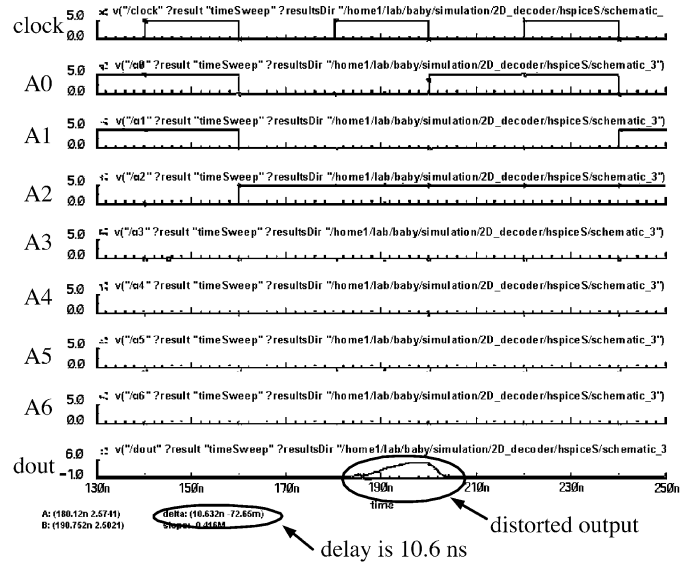 v("/clock" ?result "timeSweep" ?resultsDir "/home1/lab/baby/simulation/2D_decoder/hspiceS/schematic_
clock 5.0
0.0
v("/a0" ?result "timeSweep" ?resultsDir "/home1/lab/baby/simulation/2D_decoder/hspiceS/schematic_3")
A0 5.0
0.0
v("/a1" ?result "timeSweep" ?resultsDir "/home1/lab/baby/simulation/2D_decoder/hspiceS/schematic_3")
A1 5.0
0.0
v("/a2" ?result "timeSweep" ?resultsDir "/home1/lab/baby/simulation/2D_decoder/hspiceS/schematic_3")
A2 5.0
0.0
v("/a3" ?result "timeSweep" ?resultsDir "/home1/lab/baby/simulation/2D_decoder/hspiceS/schematic_3")
A3 5.0
0.0
v("/a4" ?result "timeSweep" ?resultsDir "/home1/lab/baby/simulation/2D_decoder/hspiceS/schematic_3")
A4 5.0
0.0
v("/a5" ?result "timeSweep" ?resultsDir "/home1/lab/baby/simulation/2D_decoder/hspiceS/schematic_3")
A5 5.0
0.0
v("/a6" ?result "timeSweep" ?resultsDir "/home1/lab/baby/simulation/2D_decoder/hspiceS/schematic_3")
A6 5.0
0.0
v("/dout" ?result "timeSweep" ?resultsDir "/home1/lab/baby/simulation/2D_decoder/hspiceS/schematic_3
dout 6.0
-1.0
130n 150n 170n 190n 210n 230n 250n
time
A: (180.12n 2.5741) delta: (10.632n -72.65m)
B: (190.752n 2.5021) slope: -0.416M
distorted output
delay is 10.6 ns